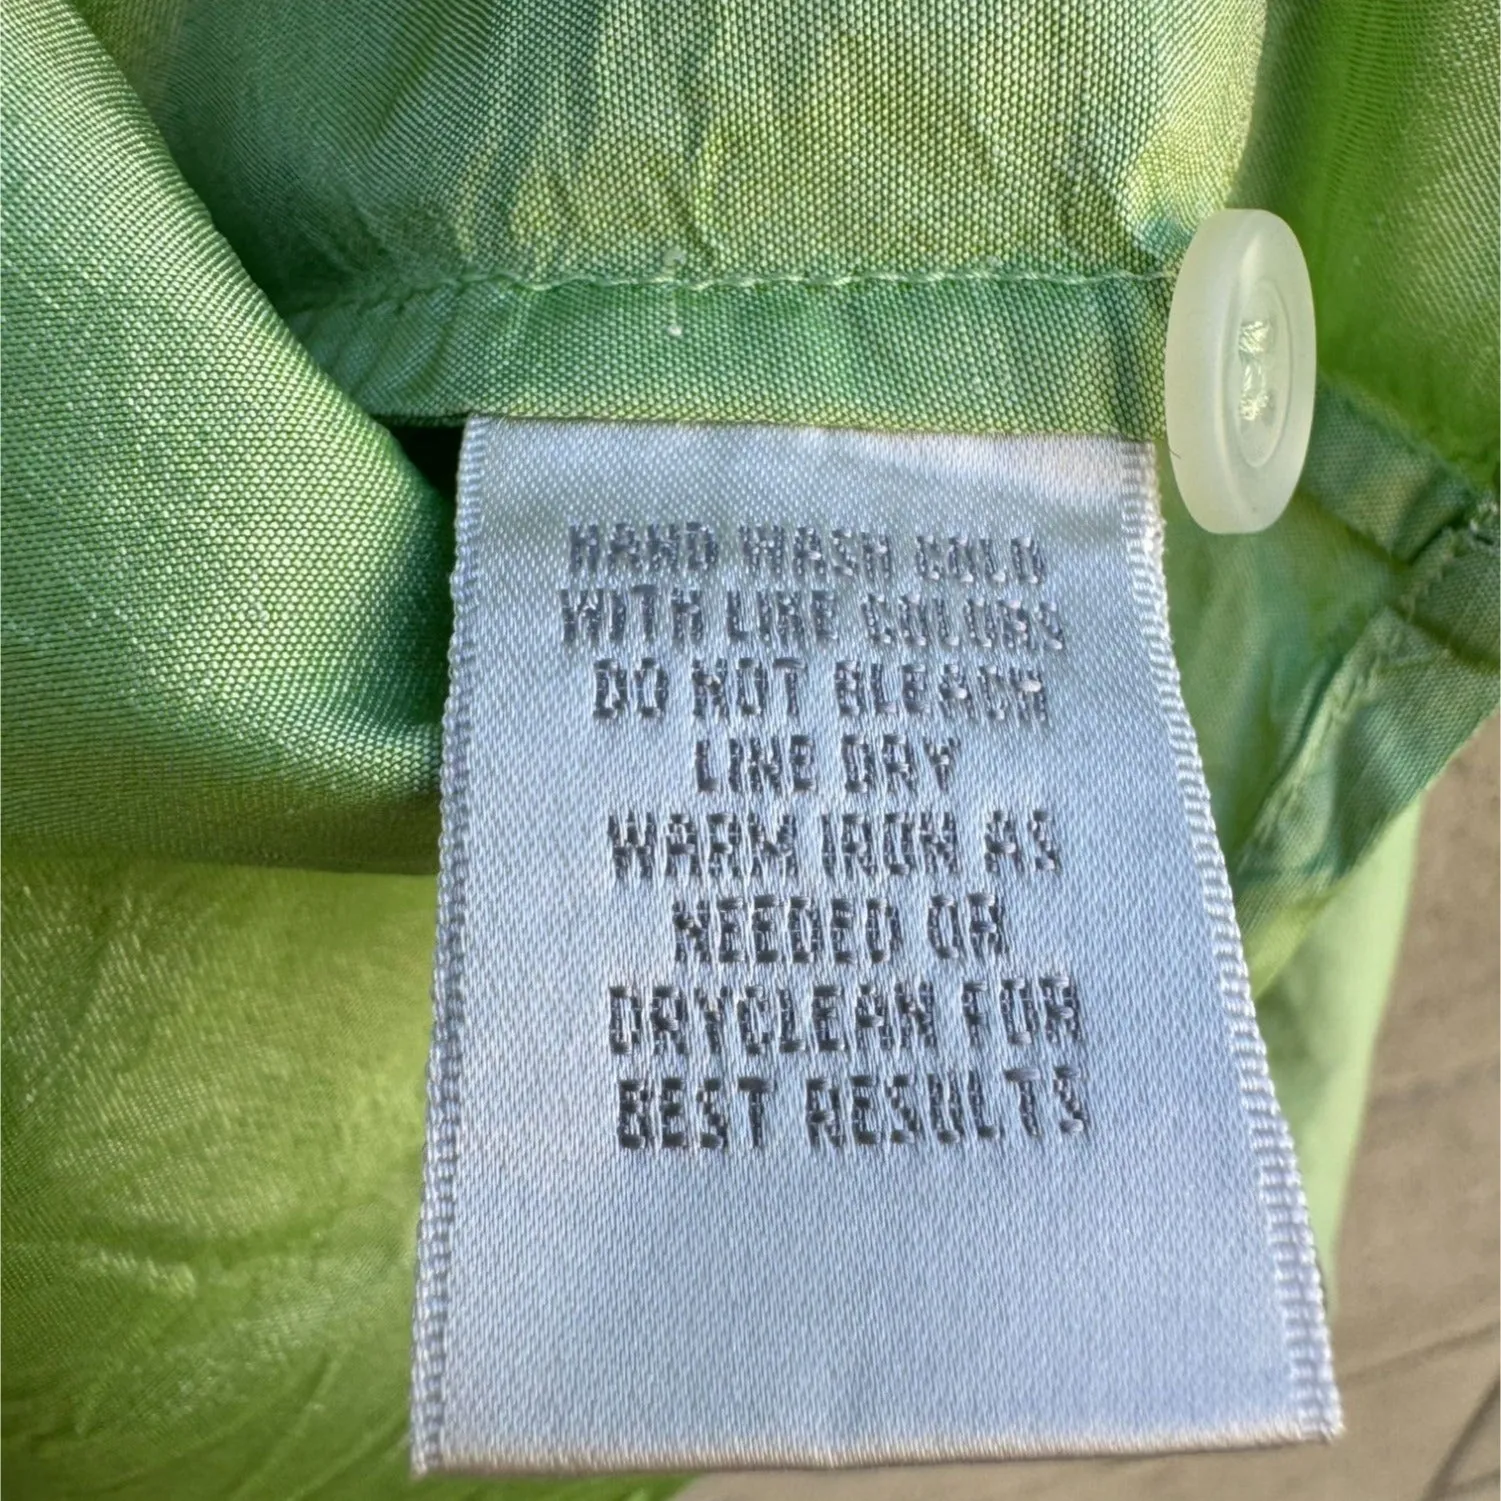 HAND WASH COLD
WITH LIKE COLORS
DO NOT BLEACH
LINE DRY
WARM IRON AS
NEEDED OR
DRYCLEAN FOR
BEST RESULTS